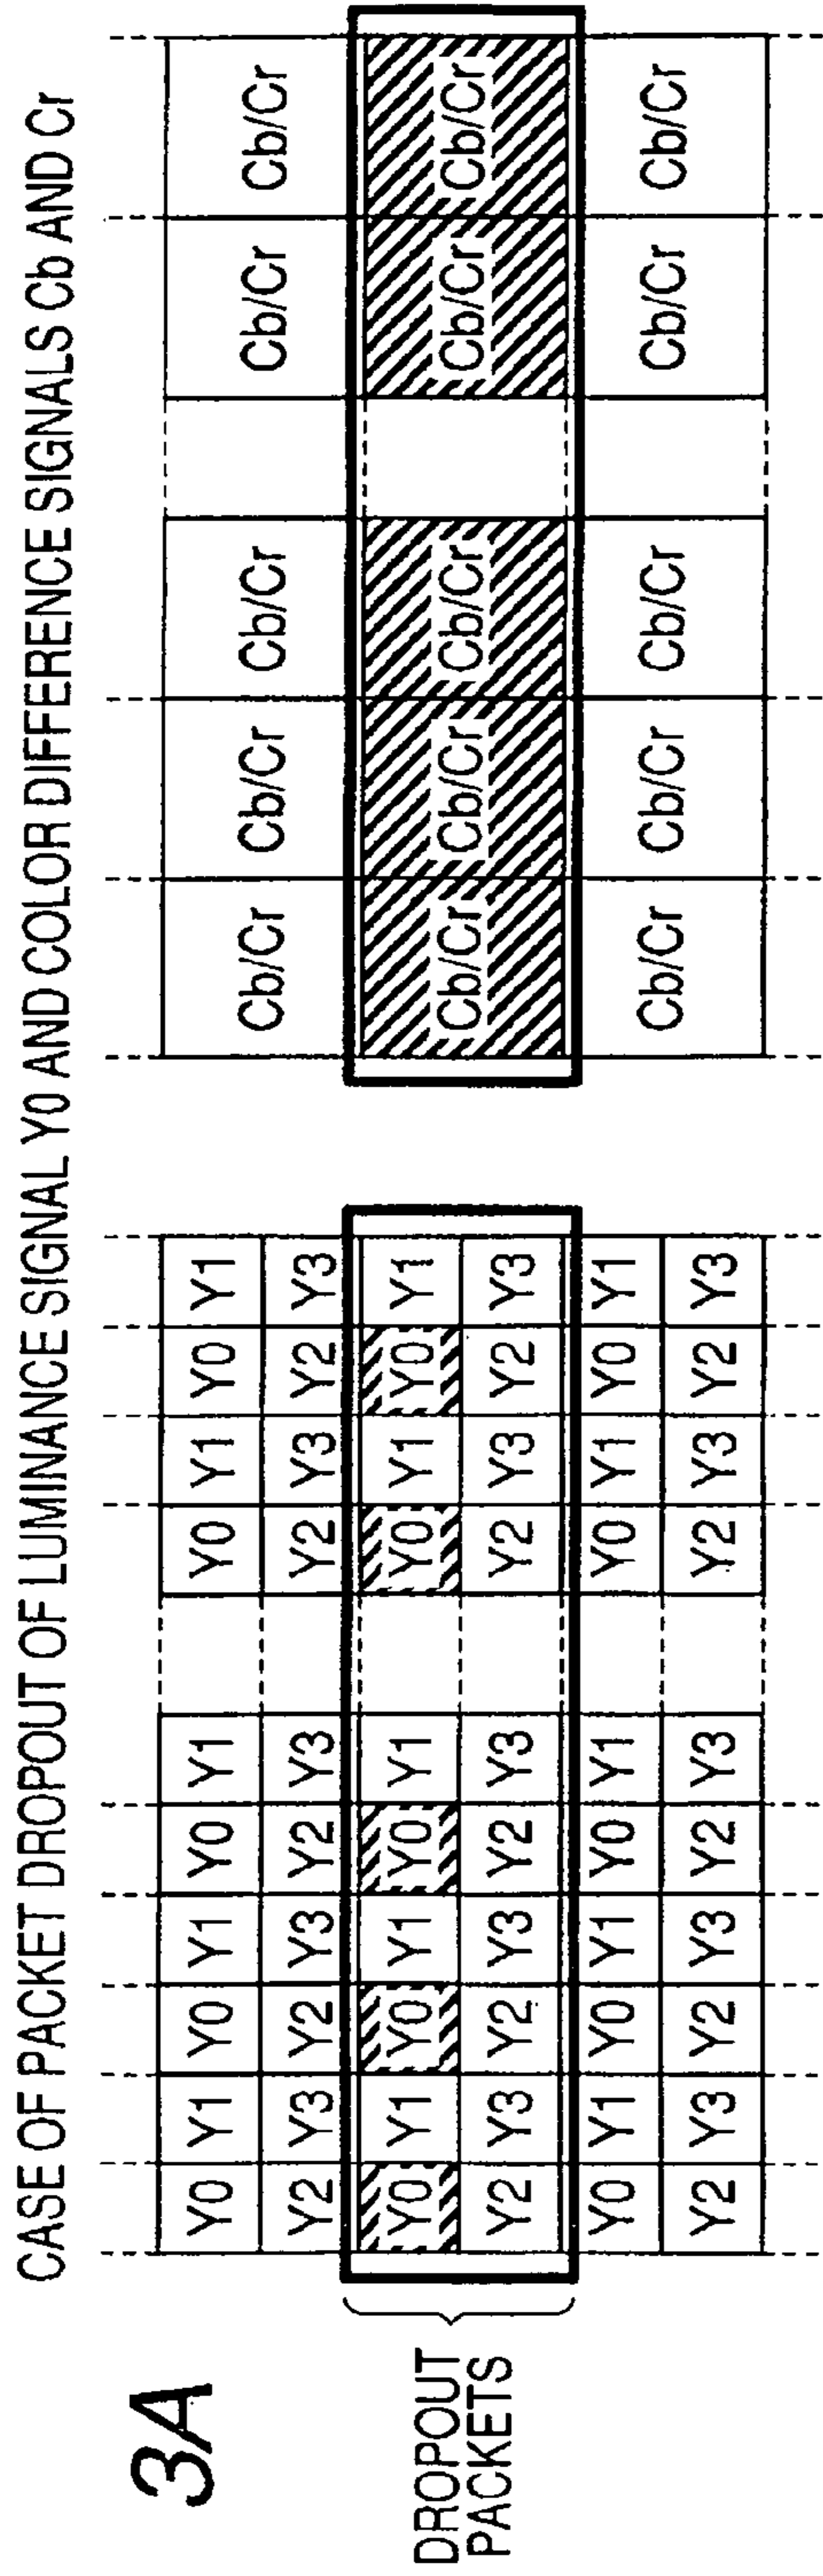 3A
CASE OF PACKET DROPOUT OF LUMINANCE SIGNAL Y0 AND COLOR DIFFERENCE SIGNALS Cb AND Cr
Y0 Y1 Y0 Y1 Y0 Y1 Y0 Y1 Y0 Y1
Y2 Y3 Y2 Y3 Y2 Y3 Y2 Y3 Y2 Y3
Y0 Y1 Y0 Y1 Y0 Y1 Y0 Y1 Y0 Y1
Y2 Y3 Y2 Y3 Y2 Y3 Y2 Y3 Y2 Y3
Y0 Y1 Y0 Y1 Y0 Y1 Y0 Y1 Y0 Y1
Y2 Y3 Y2 Y3 Y2 Y3 Y2 Y3 Y2 Y3
DROPOUT
PACKETS
Cb/Cr Cb/Cr Cb/Cr Cb/Cr Cb/Cr
Cb/Cr Cb/Cr Cb/Cr Cb/Cr Cb/Cr
Cb/Cr Cb/Cr Cb/Cr Cb/Cr Cb/Cr